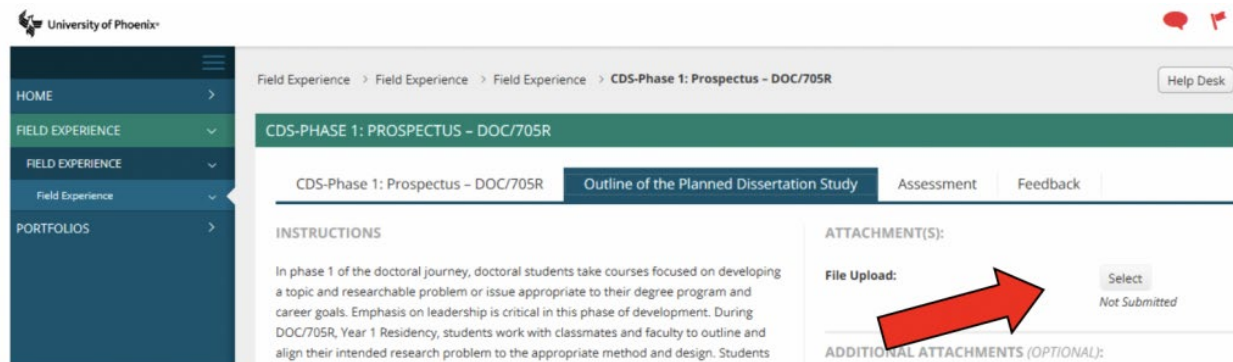 University of Phoenix®
Field Experience > Field Experience > Field Experience > CDS-Phase 1: Prospectus – DOC/705R
Help Desk
HOME
FIELD EXPERIENCE
FIELD EXPERIENCE
Field Experience
PORTFOLIOS
CDS-PHASE 1: PROSPECTUS – DOC/705R
CDS-Phase 1: Prospectus – DOC/705R
Outline of the Planned Dissertation Study
Assessment
Feedback
INSTRUCTIONS
In phase 1 of the doctoral journey, doctoral students take courses focused on developing
a topic and researchable problem or issue appropriate to their degree program and
career goals. Emphasis on leadership is critical in this phase of development. During
DOC/705R, Year 1 Residency, students work with classmates and faculty to outline and
align their intended research problem to the appropriate method and design. Students
ATTACHMENT(S):
File Upload:
Select
Not Submitted
ADDITIONAL ATTACHMENTS (OPTIONAL):